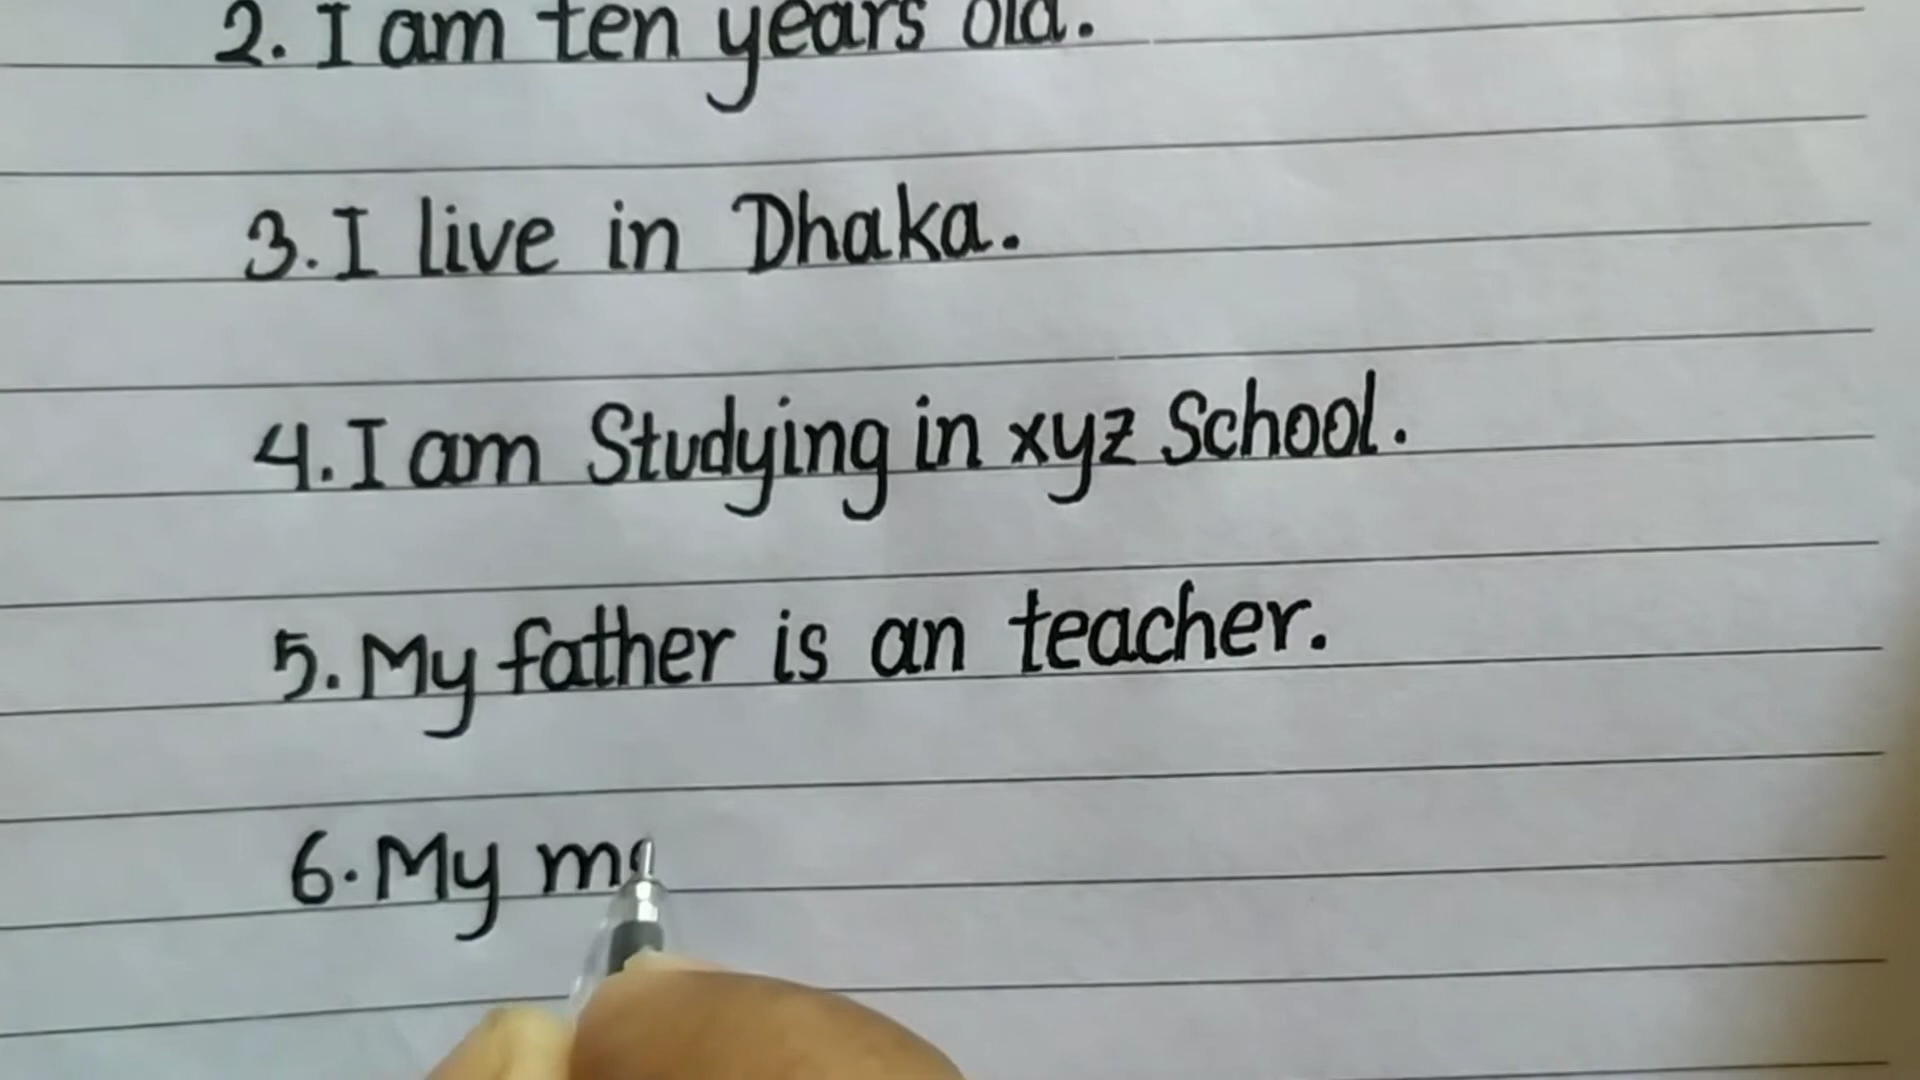 2. I am ten years old.
3. I live in Dhaka.
4. I am Studying in xyz School.
5. My father is an teacher.
6. My